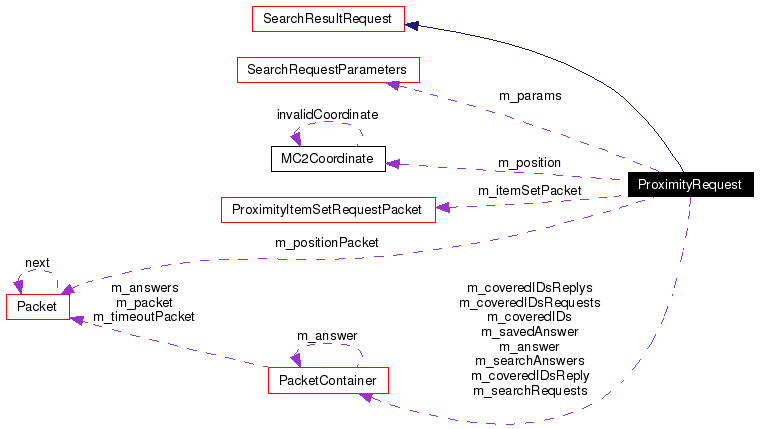 SearchResultRequest
SearchRequestParameters
m_params
invalidCoordinate
MC2Coordinate
m_position
ProximityRequest
m_itemSetPacket
ProximityItemSetRequestPacket
m_positionPacket
next
Packet
m_answers
m_packet
m_timeoutPacket
m_answer
PacketContainer
m_coveredIDsReplys
m_coveredIDsRequests
m_coveredIDs
m_savedAnswer
m_answer
m_searchAnswers
m_coveredIDsReply
m_searchRequests